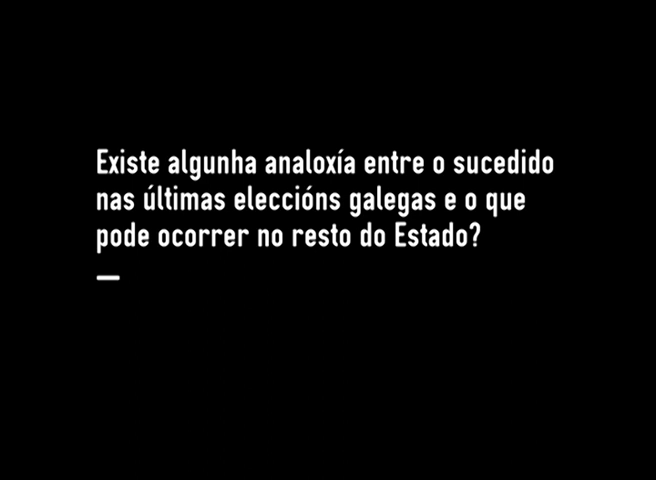 Existe algunha analoxía entre o sucedido
nas últimas eleccións galegas e o que
pode ocorrer no resto do Estado?